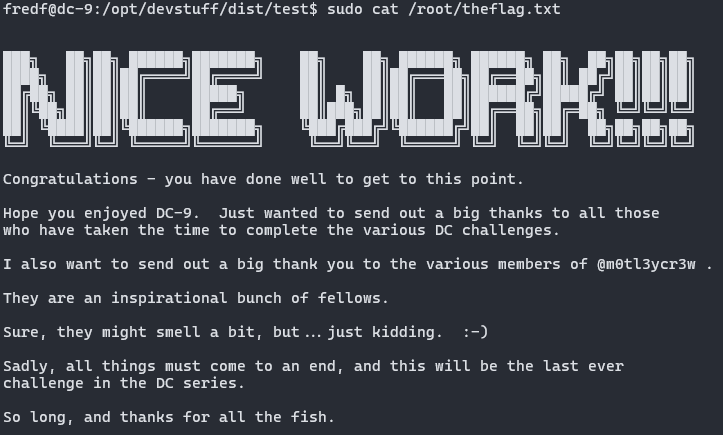 fredf@dc-9:/opt/devstuff/dist/test$ sudo cat /root/theflag.txt
NICE WORK!!!
Congratulations - you have done well to get to this point.
Hope you enjoyed DC-9.  Just wanted to send out a big thanks to all those
who have taken the time to complete the various DC challenges.
I also want to send out a big thank you to the various members of @m0tl3ycr3w .
They are an inspirational bunch of fellows.
Sure, they might smell a bit, but...just kidding.  :-)
Sadly, all things must come to an end, and this will be the last ever
challenge in the DC series.
So long, and thanks for all the fish.